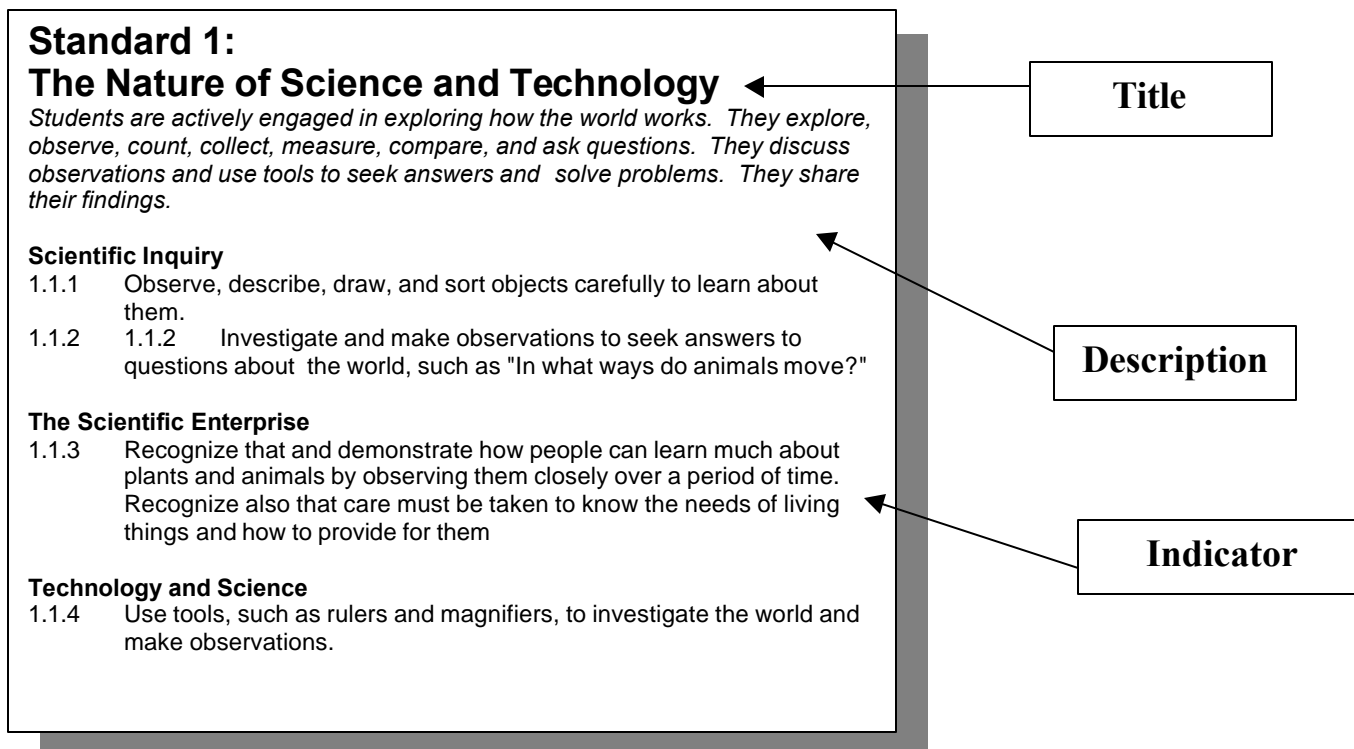 Standard 1:
The Nature of Science and Technology
Students are actively engaged in exploring how the world works.  They explore,
observe, count, collect, measure, compare, and ask questions.  They discuss
observations and use tools to seek answers and  solve problems.  They share
their findings.
Scientific Inquiry
1.1.1 Observe, describe, draw, and sort objects carefully to learn about
them.
1.1.2 1.1.2 Investigate and make observations to seek answers to
questions about  the world, such as "In what ways do animals move?"
The Scientific Enterprise
1.1.3 Recognize that and demonstrate how people can learn much about
plants and animals by observing them closely over a period of time.
Recognize also that care must be taken to know the needs of living
things and how to provide for them
Technology and Science
1.1.4 Use tools, such as rulers and magnifiers, to investigate the world and
make observations.
Title
Description
Indicator